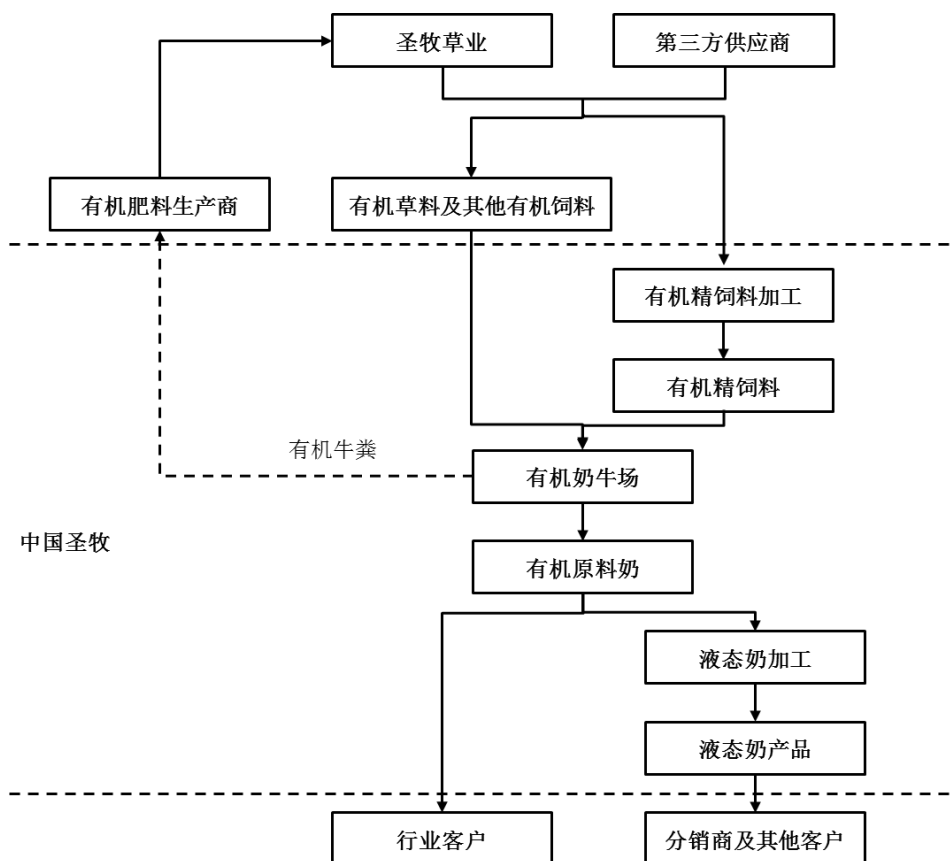 圣牧草业
第三方供应商
有机肥料生产商
有机草料及其他有机饲料
有机精饲料加工
有机精饲料
有机牛粪
有机奶牛场
中国圣牧
有机原料奶
液态奶加工
液态奶产品
行业客户
分销商及其他客户